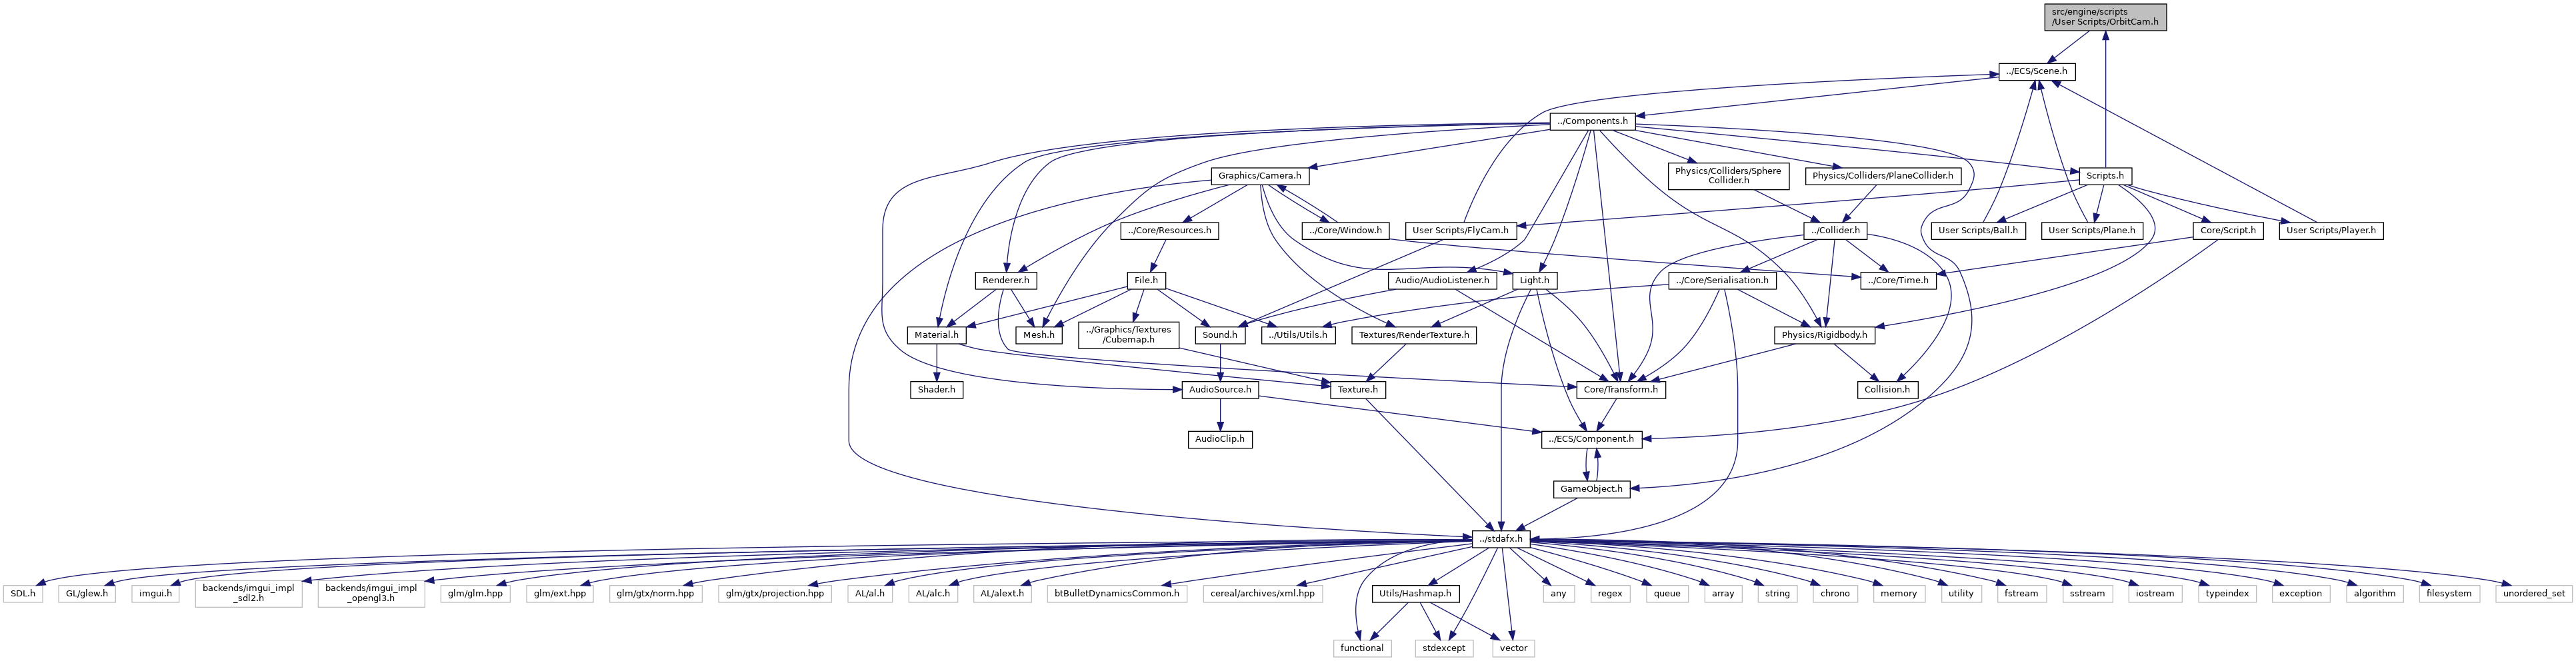 src/engine/scripts
/User Scripts/OrbitCam.h
../ECS/Scene.h
../Components.h
Graphics/Camera.h
Physics/Colliders/Sphere
Collider.h
Physics/Colliders/PlaneCollider.h
Scripts.h
../Core/Resources.h
../Core/Window.h
User Scripts/FlyCam.h
../Collider.h
User Scripts/Ball.h
User Scripts/Plane.h
Core/Script.h
User Scripts/Player.h
Renderer.h
File.h
Audio/AudioListener.h
Light.h
../Core/Serialisation.h
../Core/Time.h
Material.h
Mesh.h
../Graphics/Textures
/Cubemap.h
Sound.h
../Utils/Utils.h
Textures/RenderTexture.h
Physics/Rigidbody.h
Shader.h
AudioSource.h
Texture.h
Core/Transform.h
Collision.h
AudioClip.h
../ECS/Component.h
GameObject.h
../stdafx.h
SDL.h
GL/glew.h
imgui.h
backends/imgui_impl
_sdl2.h
backends/imgui_impl
_opengl3.h
glm/glm.hpp
glm/ext.hpp
glm/gtx/norm.hpp
glm/gtx/projection.hpp
AL/al.h
AL/alc.h
AL/alext.h
btBulletDynamicsCommon.h
cereal/archives/xml.hpp
Utils/Hashmap.h
any
regex
queue
array
string
chrono
memory
utility
fstream
sstream
iostream
typeindex
exception
algorithm
filesystem
unordered_set
functional
stdexcept
vector